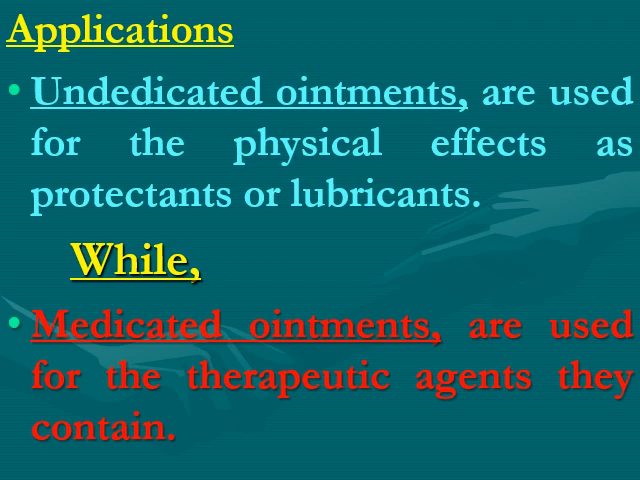 Applications
• Undedicated ointments, are used
for the physical effects as
protectants or lubricants.
While,
• Medicated ointments, are used
for the therapeutic agents they
contain.